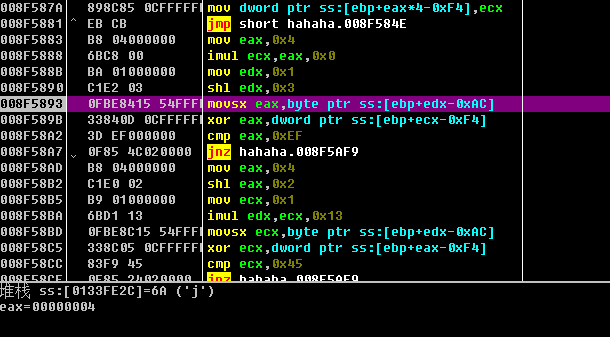 008F587A 898C85 0CFFFFFF mov dword ptr ss:[ebp+eax*4-0xF4],ecx
008F5881 ^ EB CB jmp short hahaha.008F584E
008F5883 B8 04000000 mov eax,0x4
008F5888 6BC8 00 imul ecx,eax,0x0
008F588B BA 01000000 mov edx,0x1
008F5890 C1E2 03 shl edx,0x3
008F5893 0FBE8415 54FFFF movsx eax,byte ptr ss:[ebp+edx-0xAC]
008F589B 33840D 0CFFFFFF xor eax,dword ptr ss:[ebp+ecx-0xF4]
008F58A2 3D EF000000 cmp eax,0xEF
008F58A7 0F85 4C020000 jnz hahaha.008F5AF9
008F58AD B8 04000000 mov eax,0x4
008F58B2 C1E0 02 shl eax,0x2
008F58B5 B9 01000000 mov ecx,0x1
008F58BA 6BD1 13 imul edx,ecx,0x13
008F58BD 0FBE8C15 54FFFF movsx ecx,byte ptr ss:[ebp+edx-0xAC]
008F58C5 338C05 0CFFFFFF xor ecx,dword ptr ss:[ebp+eax-0xF4]
008F58CC 83F9 45 cmp ecx,0x45
008F58CF 0F85 24020000 jnz hahaha.008F5AF9
堆栈 ss:[0133FE2C]=6A ('j')
eax=00000004